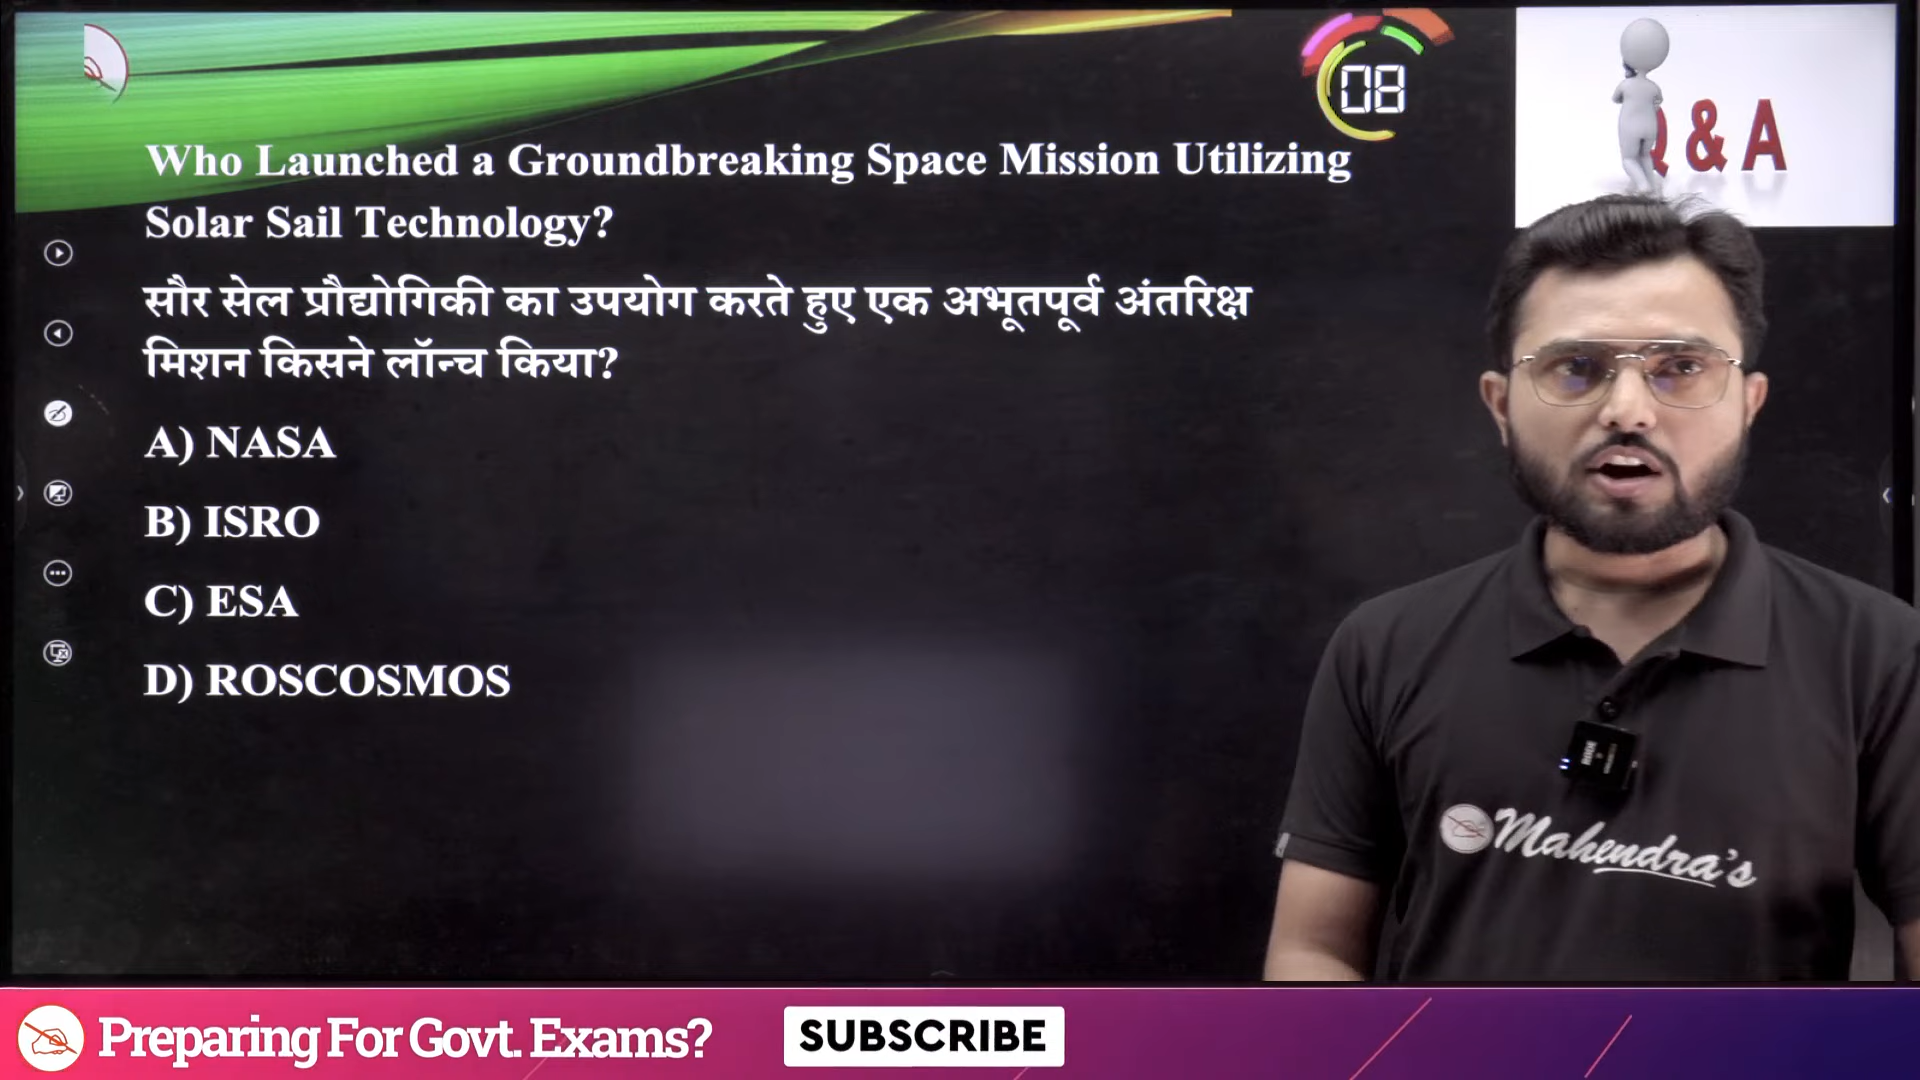 08
Q & A
Who Launched a Groundbreaking Space Mission Utilizing
Solar Sail Technology?
सौर सेल प्रौद्योगिकी का उपयोग करते हुए एक अभूतपूर्व अंतरिक्ष
मिशन किसने लॉन्च किया?
A) NASA
B) ISRO
C) ESA
D) ROSCOSMOS
RODE
Mahendra's
Preparing For Govt. Exams?
SUBSCRIBE